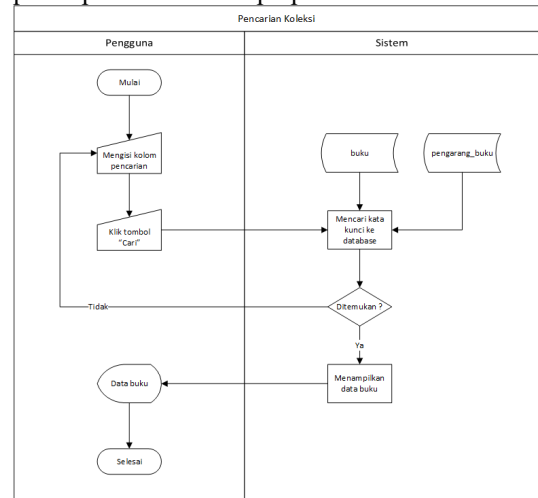 Pencarian Koleksi
Pengguna
Sistem
Mulai
Mengisi kolom
pencarian
buku
pengarang_buku
Klik tombol
"Cari"
Mencari kata
kunci ke
database
Tidak
Ditemukan ?
Ya
Data buku
Menampilkan
data buku
Selesai